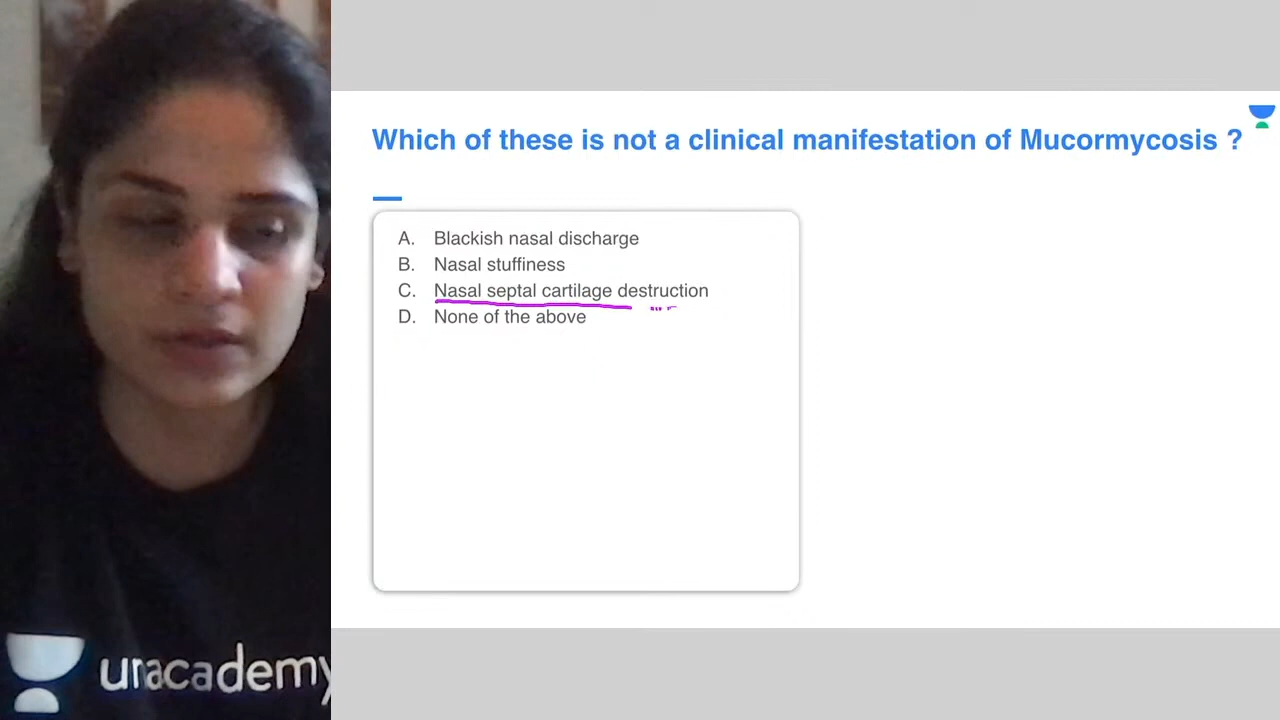 Which of these is not a clinical manifestation of Mucormycosis ?
A. Blackish nasal discharge
B. Nasal stuffiness
C. Nasal septal cartilage destruction
D. None of the above
unacademy